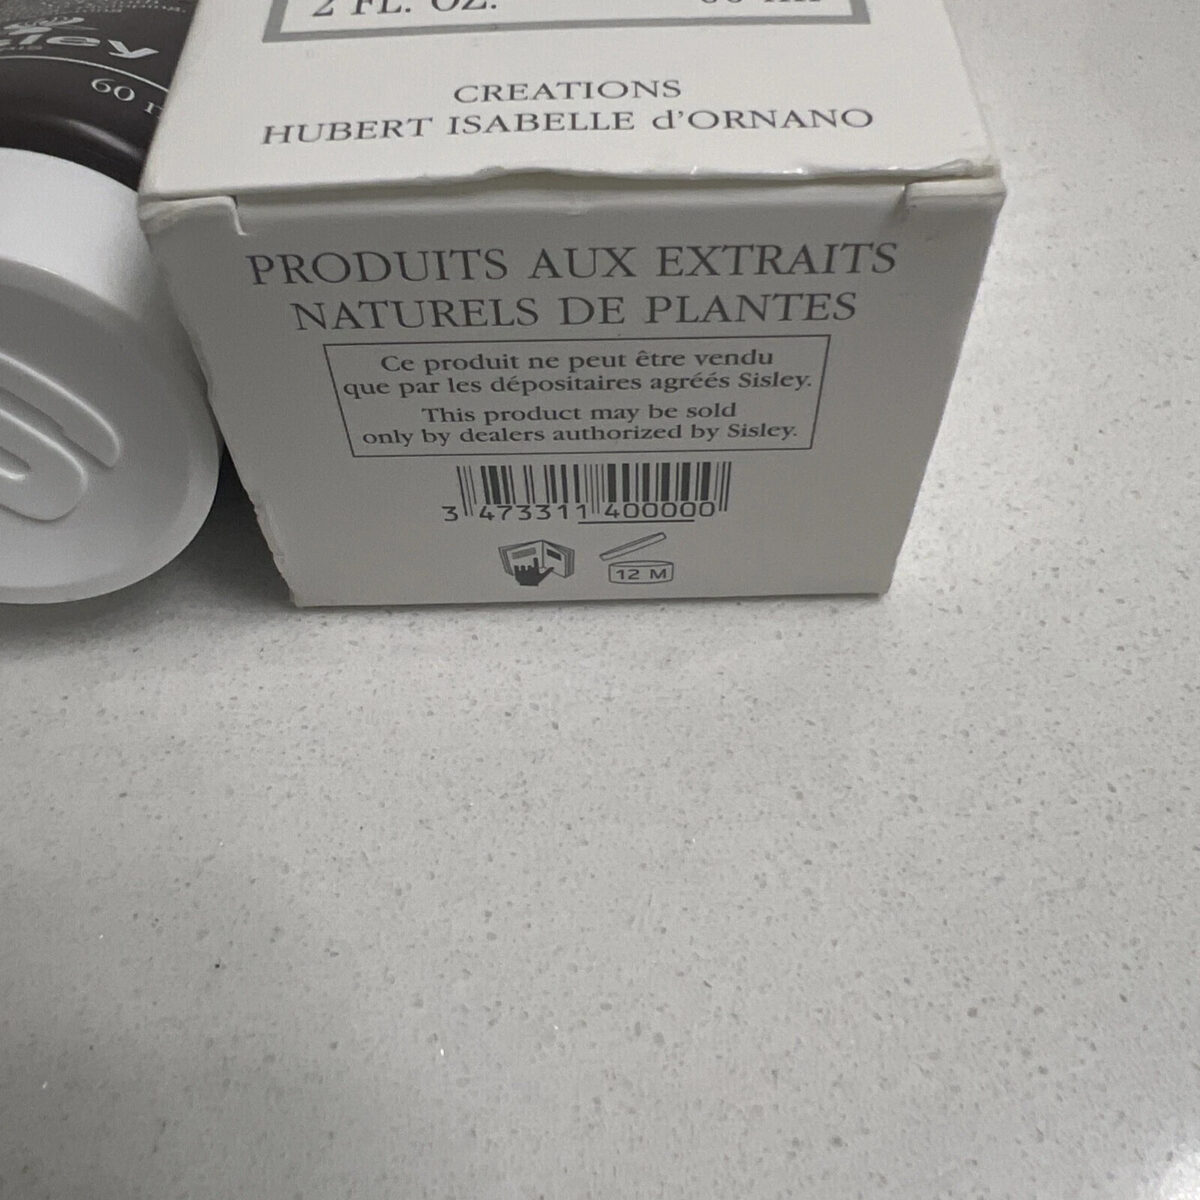 2 FL. OZ.
60
CREATIONS
HUBERT ISABELLE d'ORNANO
PRODUITS AUX EXTRAITS
NATURELS DE PLANTES
Ce produit ne peut être vendu
que par les dépositaires agréés Sisley.
This product may be sold
only by dealers authorized by Sisley.
3 473311 400000
12 M